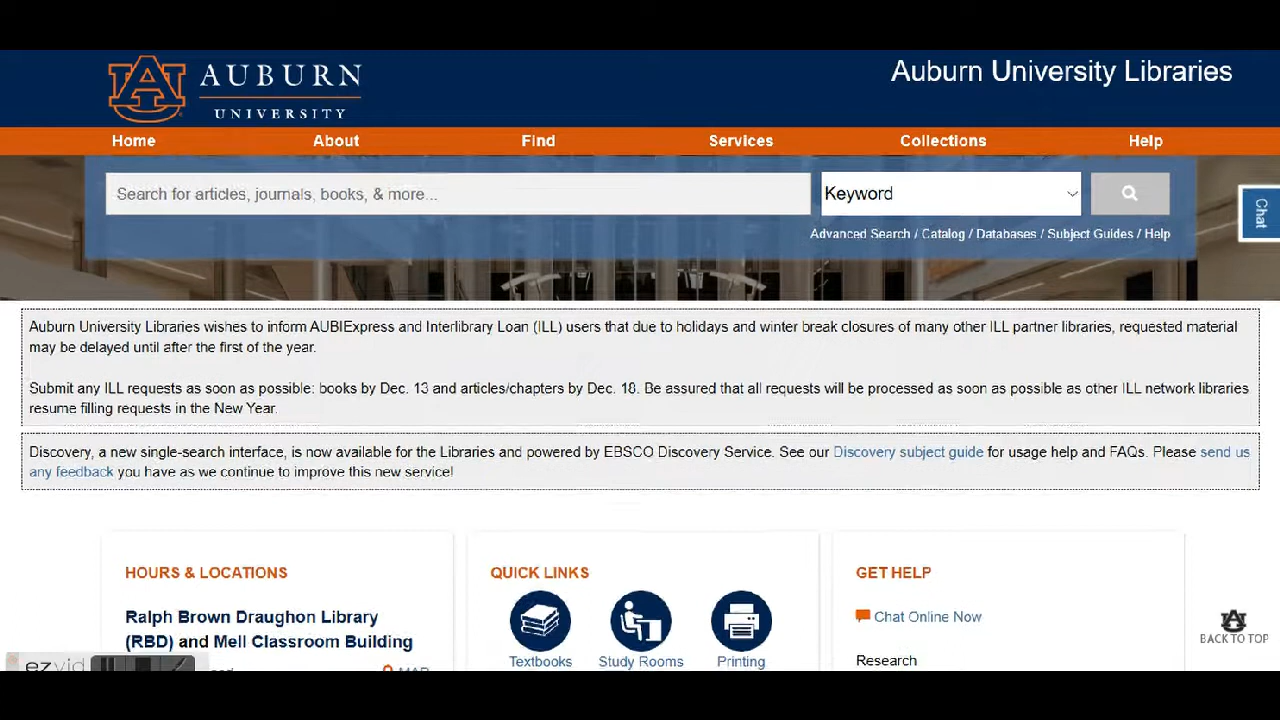 AUBURN
UNIVERSITY
Auburn University Libraries
Home About Find Services Collections Help
Search for articles, journals, books, & more...
Keyword
Chat
Advanced Search / Catalog / Databases / Subject Guides / Help
Auburn University Libraries wishes to inform AUBIExpress and Interlibrary Loan (ILL) users that due to holidays and winter break closures of many other ILL partner libraries, requested material
may be delayed until after the first of the year.
Submit any ILL requests as soon as possible: books by Dec. 13 and articles/chapters by Dec. 18. Be assured that all requests will be processed as soon as possible as other ILL network libraries
resume filling requests in the New Year.
Discovery, a new single-search interface, is now available for the Libraries and powered by EBSCO Discovery Service. See our Discovery subject guide for usage help and FAQs. Please send us
any feedback you have as we continue to improve this new service!
HOURS & LOCATIONS
Ralph Brown Draughon Library
(RBD) and Mell Classroom Building
MAP
QUICK LINKS
Textbooks Study Rooms Printing
GET HELP
Chat Online Now
Research
BACK TO TOP
ezvid